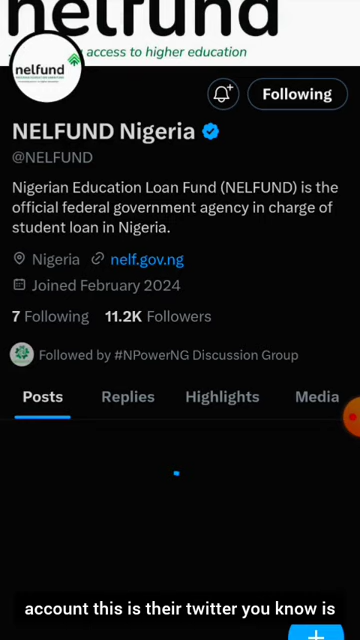 nelfund
access to higher education
nelfund
Following
NELFUND Nigeria
@NELFUND
Nigerian Education Loan Fund (NELFUND) is the
official federal government agency in charge of
student loan in Nigeria.
Nigeria nelf.gov.ng
Joined February 2024
7 Following 11.2K Followers
Followed by #NPowerNG Discussion Group
Posts Replies Highlights Media
account this is their twitter you know is